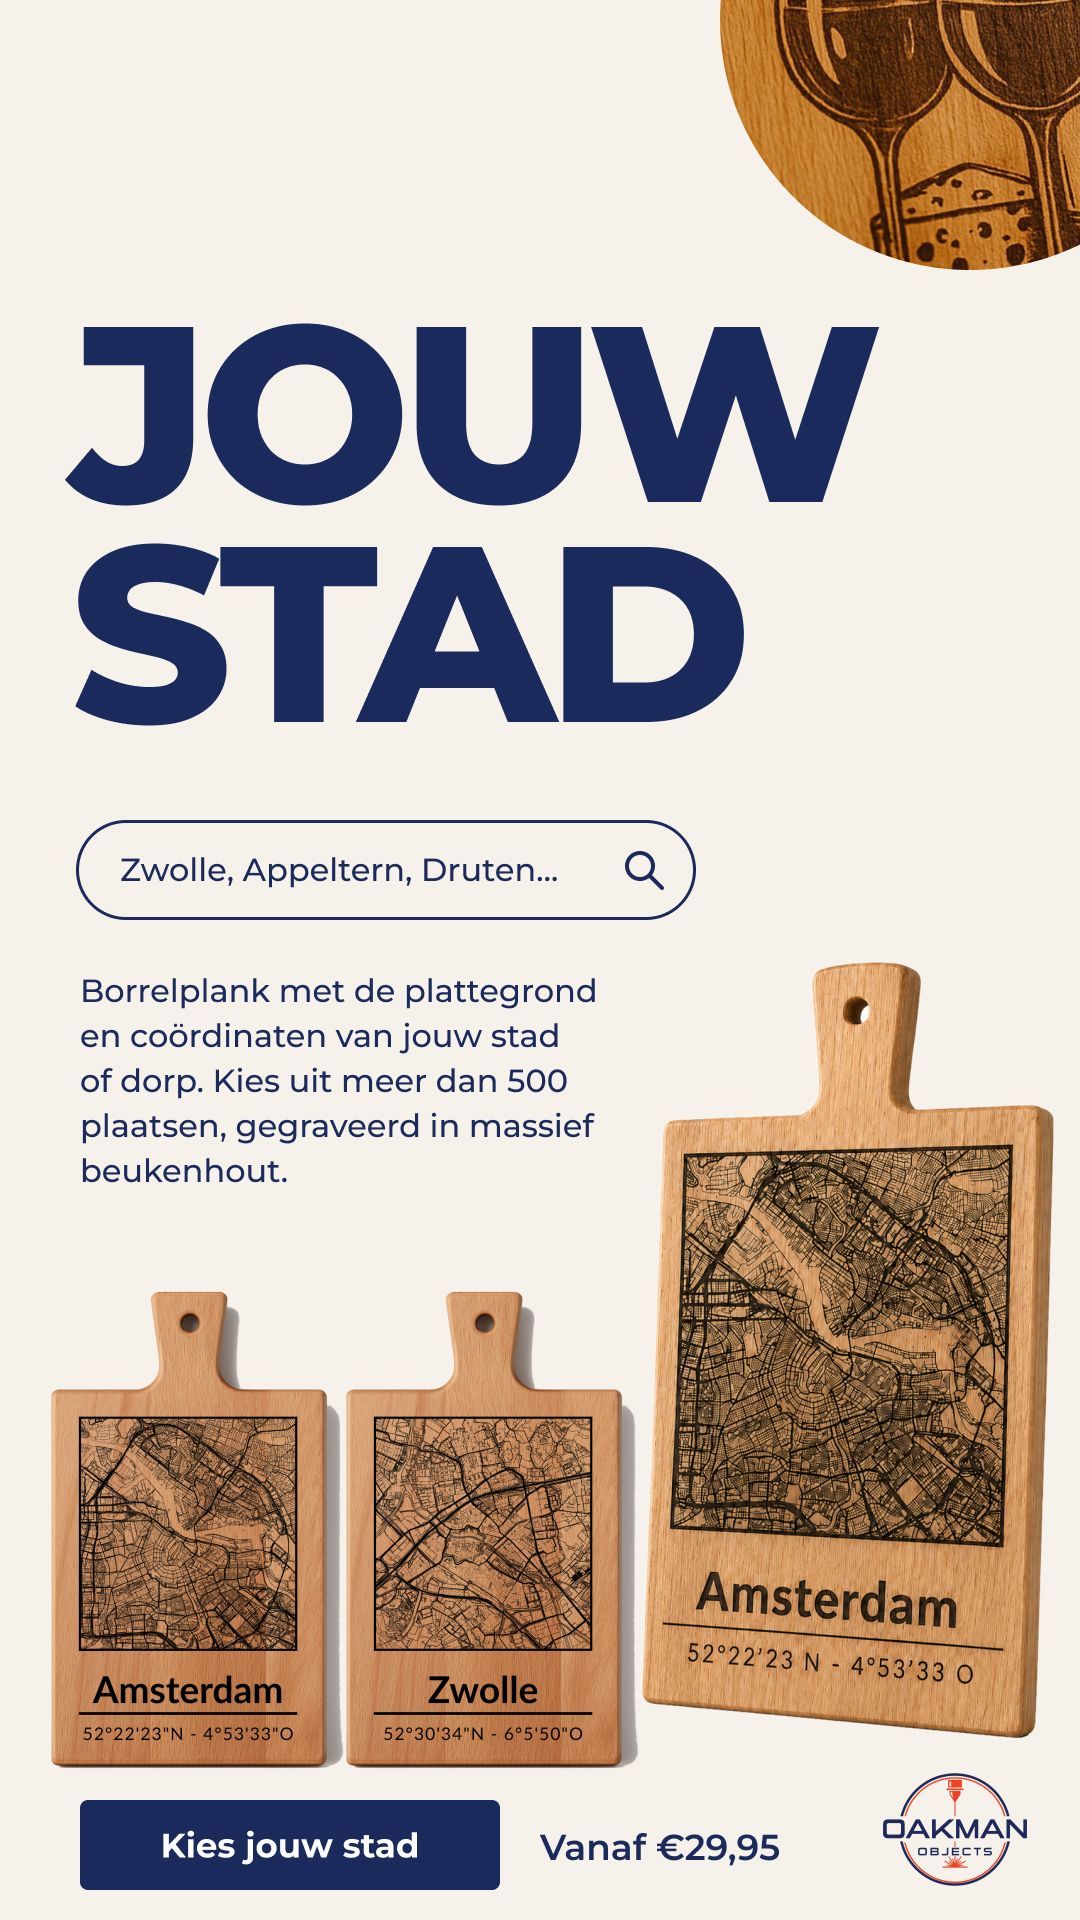 JOUW
STAD
Zwolle, Appeltern, Druten...
Borrelplank met de plattegrond
en coördinaten van jouw stad
of dorp. Kies uit meer dan 500
plaatsen, gegraveerd in massief
beukenhout.
Amsterdam
52°22'23"N - 4°53'33"O
Zwolle
52°30'34"N - 6°5'50"O
Amsterdam
52°22'23 N - 4°53'33 O
Kies jouw stad
Vanaf €29,95
OAKMAN
OBJECTS